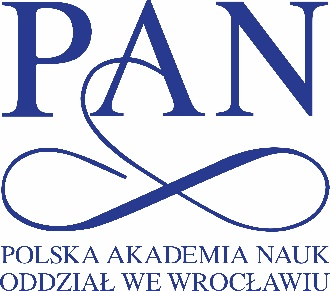 PAN
POLSKA AKADEMIA NAUK
ODDZIAŁ WE WROCŁAWIU